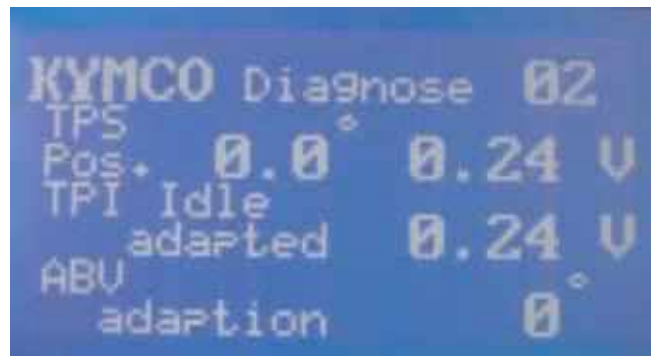 KYMCO Diagnose 02
TPS
Pos. 0.0° 0.24 V
TPI Idle
adapted 0.24 V
ABV
adaption 0°